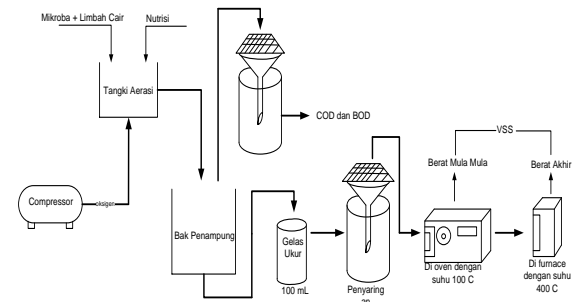 Mikroba + Limbah Cair
Nutrisi
Tangki Aerasi
COD dan BOD
VSS
Berat Mula Mula
Berat Akhir
Compressor
oksigen
Bak Penampung
Gelas
Ukur
100 mL
Penyaring
an
Di oven dengan
suhu 100 C
Di furnace
dengan suhu
400 C